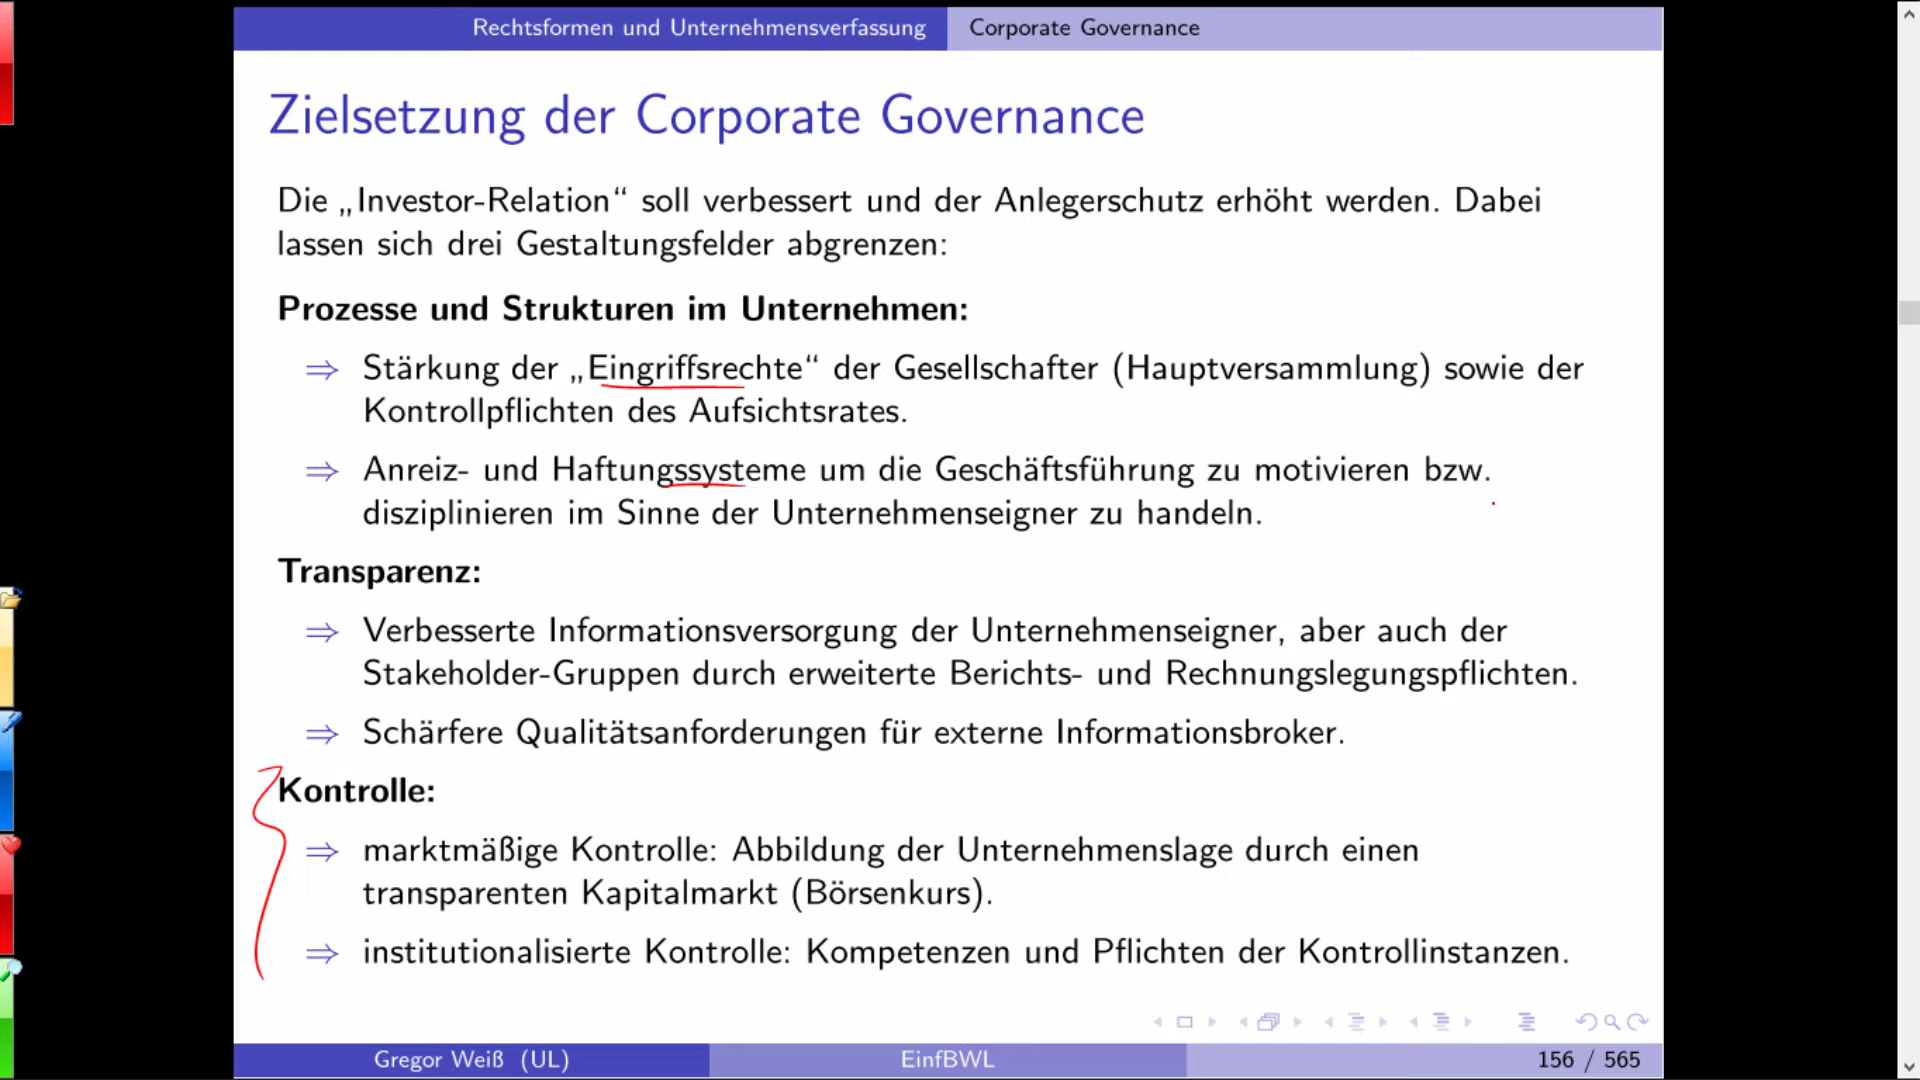 Rechtsformen und Unternehmensverfassung Corporate Governance
Zielsetzung der Corporate Governance
Die „Investor-Relation“ soll verbessert und der Anlegerschutz erhöht werden. Dabei
lassen sich drei Gestaltungsfelder abgrenzen:
Prozesse und Strukturen im Unternehmen:
⇒ Stärkung der „Eingriffsrechte“ der Gesellschafter (Hauptversammlung) sowie der
Kontrollpflichten des Aufsichtsrates.
⇒ Anreiz- und Haftungssysteme um die Geschäftsführung zu motivieren bzw.
disziplinieren im Sinne der Unternehmenseigner zu handeln.
Transparenz:
⇒ Verbesserte Informationsversorgung der Unternehmenseigner, aber auch der
Stakeholder-Gruppen durch erweiterte Berichts- und Rechnungslegungspflichten.
⇒ Schärfere Qualitätsanforderungen für externe Informationsbroker.
Kontrolle:
⇒ marktmäßige Kontrolle: Abbildung der Unternehmenslage durch einen
transparenten Kapitalmarkt (Börsenkurs).
⇒ institutionalisierte Kontrolle: Kompetenzen und Pflichten der Kontrollinstanzen.
Gregor Weiß (UL) EinfBWL 156 / 565